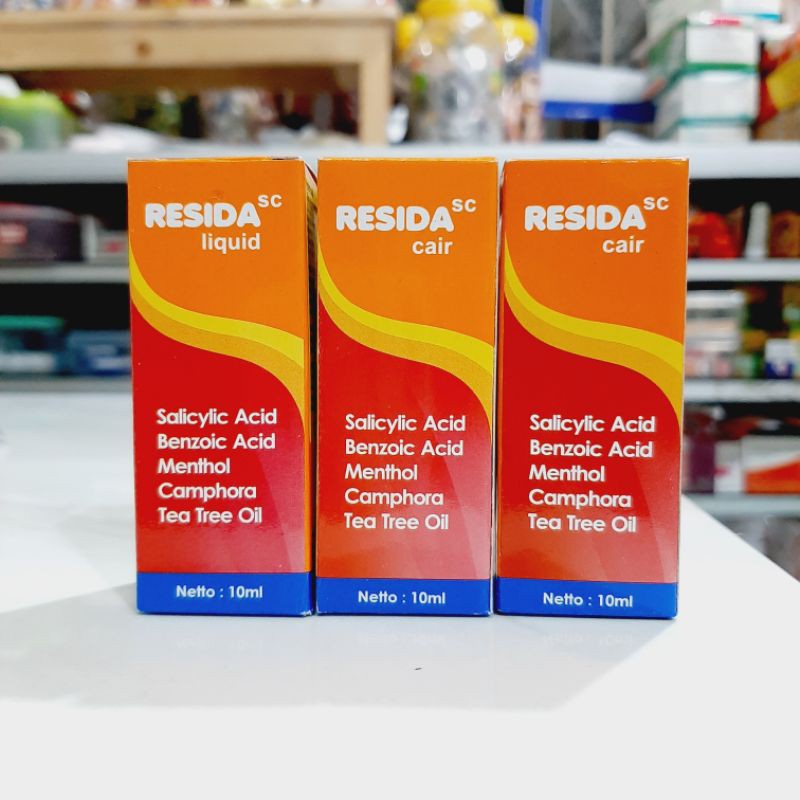 RESIDA SC
liquid
Salicylic Acid
Benzoic Acid
Menthol
Camphora
Tea Tree Oil
Netto : 10ml
RESIDA SC
cair
Salicylic Acid
Benzoic Acid
Menthol
Camphora
Tea Tree Oil
Netto : 10ml
RESIDA SC
cair
Salicylic Acid
Benzoic Acid
Menthol
Camphora
Tea Tree Oil
Netto : 10ml